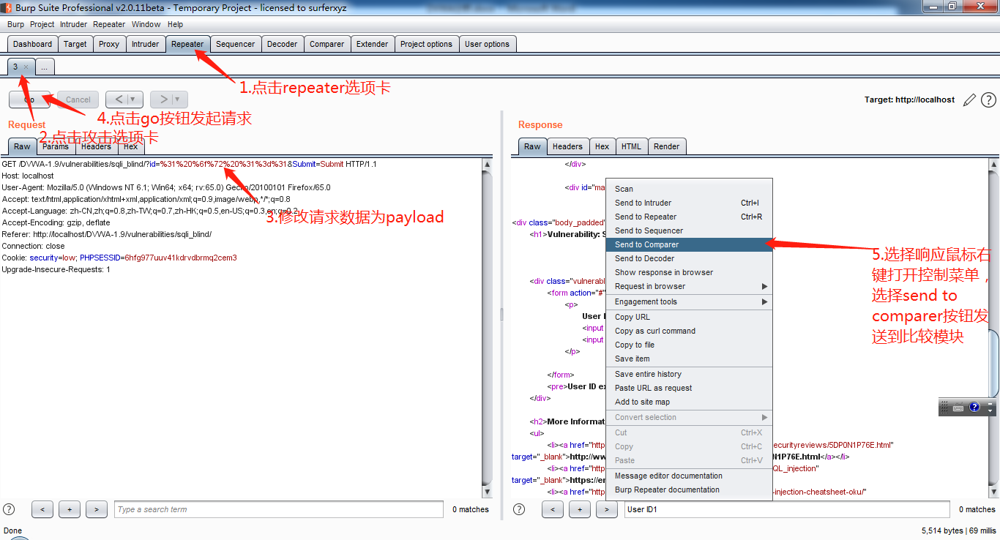 Burp Suite Professional v2.0.11beta - Temporary Project - licensed to surferxyz
Burp Project Intruder Repeater Window Help
Dashboard Target Proxy Intruder Repeater Sequencer Decoder Comparer Extender Project options User options
3 × ...
1.点击repeater选项卡
Go Cancel < ▼ > ▼
Target: http://localhost
4.点击go按钮发起请求
Request
2.点击攻击选项卡
Raw Params Headers Hex
GET /DVWA-1.9/vulnerabilities/sqli_blind/?id=%31%20%6f%72%20%31%3d%31&Submit=Submit HTTP/1.1
Host: localhost
User-Agent: Mozilla/5.0 (Windows NT 6.1; Win64; x64; rv:65.0) Gecko/20100101 Firefox/65.0
Accept: text/html,application/xhtml+xml,application/xml;q=0.9,image/webp,*/*;q=0.8
Accept-Language: zh-CN,zh;q=0.8,zh-TW;q=0.7,zh-HK;q=0.5,en-US;q=0.3,en;q=0.2
3.修改请求数据为payload
Accept-Encoding: gzip, deflate
Referer: http://localhost/DVWA-1.9/vulnerabilities/sqli_blind/
Connection: close
Cookie: security=low; PHPSESSID=6hfg977uuv41kdrvdbrmq2cem3
Upgrade-Insecure-Requests: 1
? < + > Type a search term 0 matches
Response
Raw Headers Hex HTML Render
</div>
<div id="ma
<div class="body_padded"
<h1>Vulnerability: S
<div class="vulnerabl
<form action="#"
<p>
User I
<input
<input
</p>
</form>
<pre>User ID ex
</div>
<h2>More Informat
<ul>
<li><a href="http ecurityreviews/5DP0N1P76E.html"
target="_blank">http://ww N1P76E.html</a></li>
<li><a href="http QL_injection"
target="_blank">https://en
<li><a href="http -injection-cheatsheet-oku/"
Scan
Send to Intruder Ctrl+I
Send to Repeater Ctrl+R
Send to Sequencer
Send to Comparer
Send to Decoder
Show response in browser
Request in browser
Engagement tools
Copy URL
Copy as curl command
Copy to file
Save item
Save entire history
Paste URL as request
Add to site map
Convert selection
Cut Ctrl+X
Copy Ctrl+C
Paste Ctrl+V
Message editor documentation
Burp Repeater documentation
5.选择响应鼠标右
键打开控制菜单，
选择send to
comparer按钮发
送到比较模块
? < + > User ID1 0 matches
Done
5,514 bytes | 69 millis